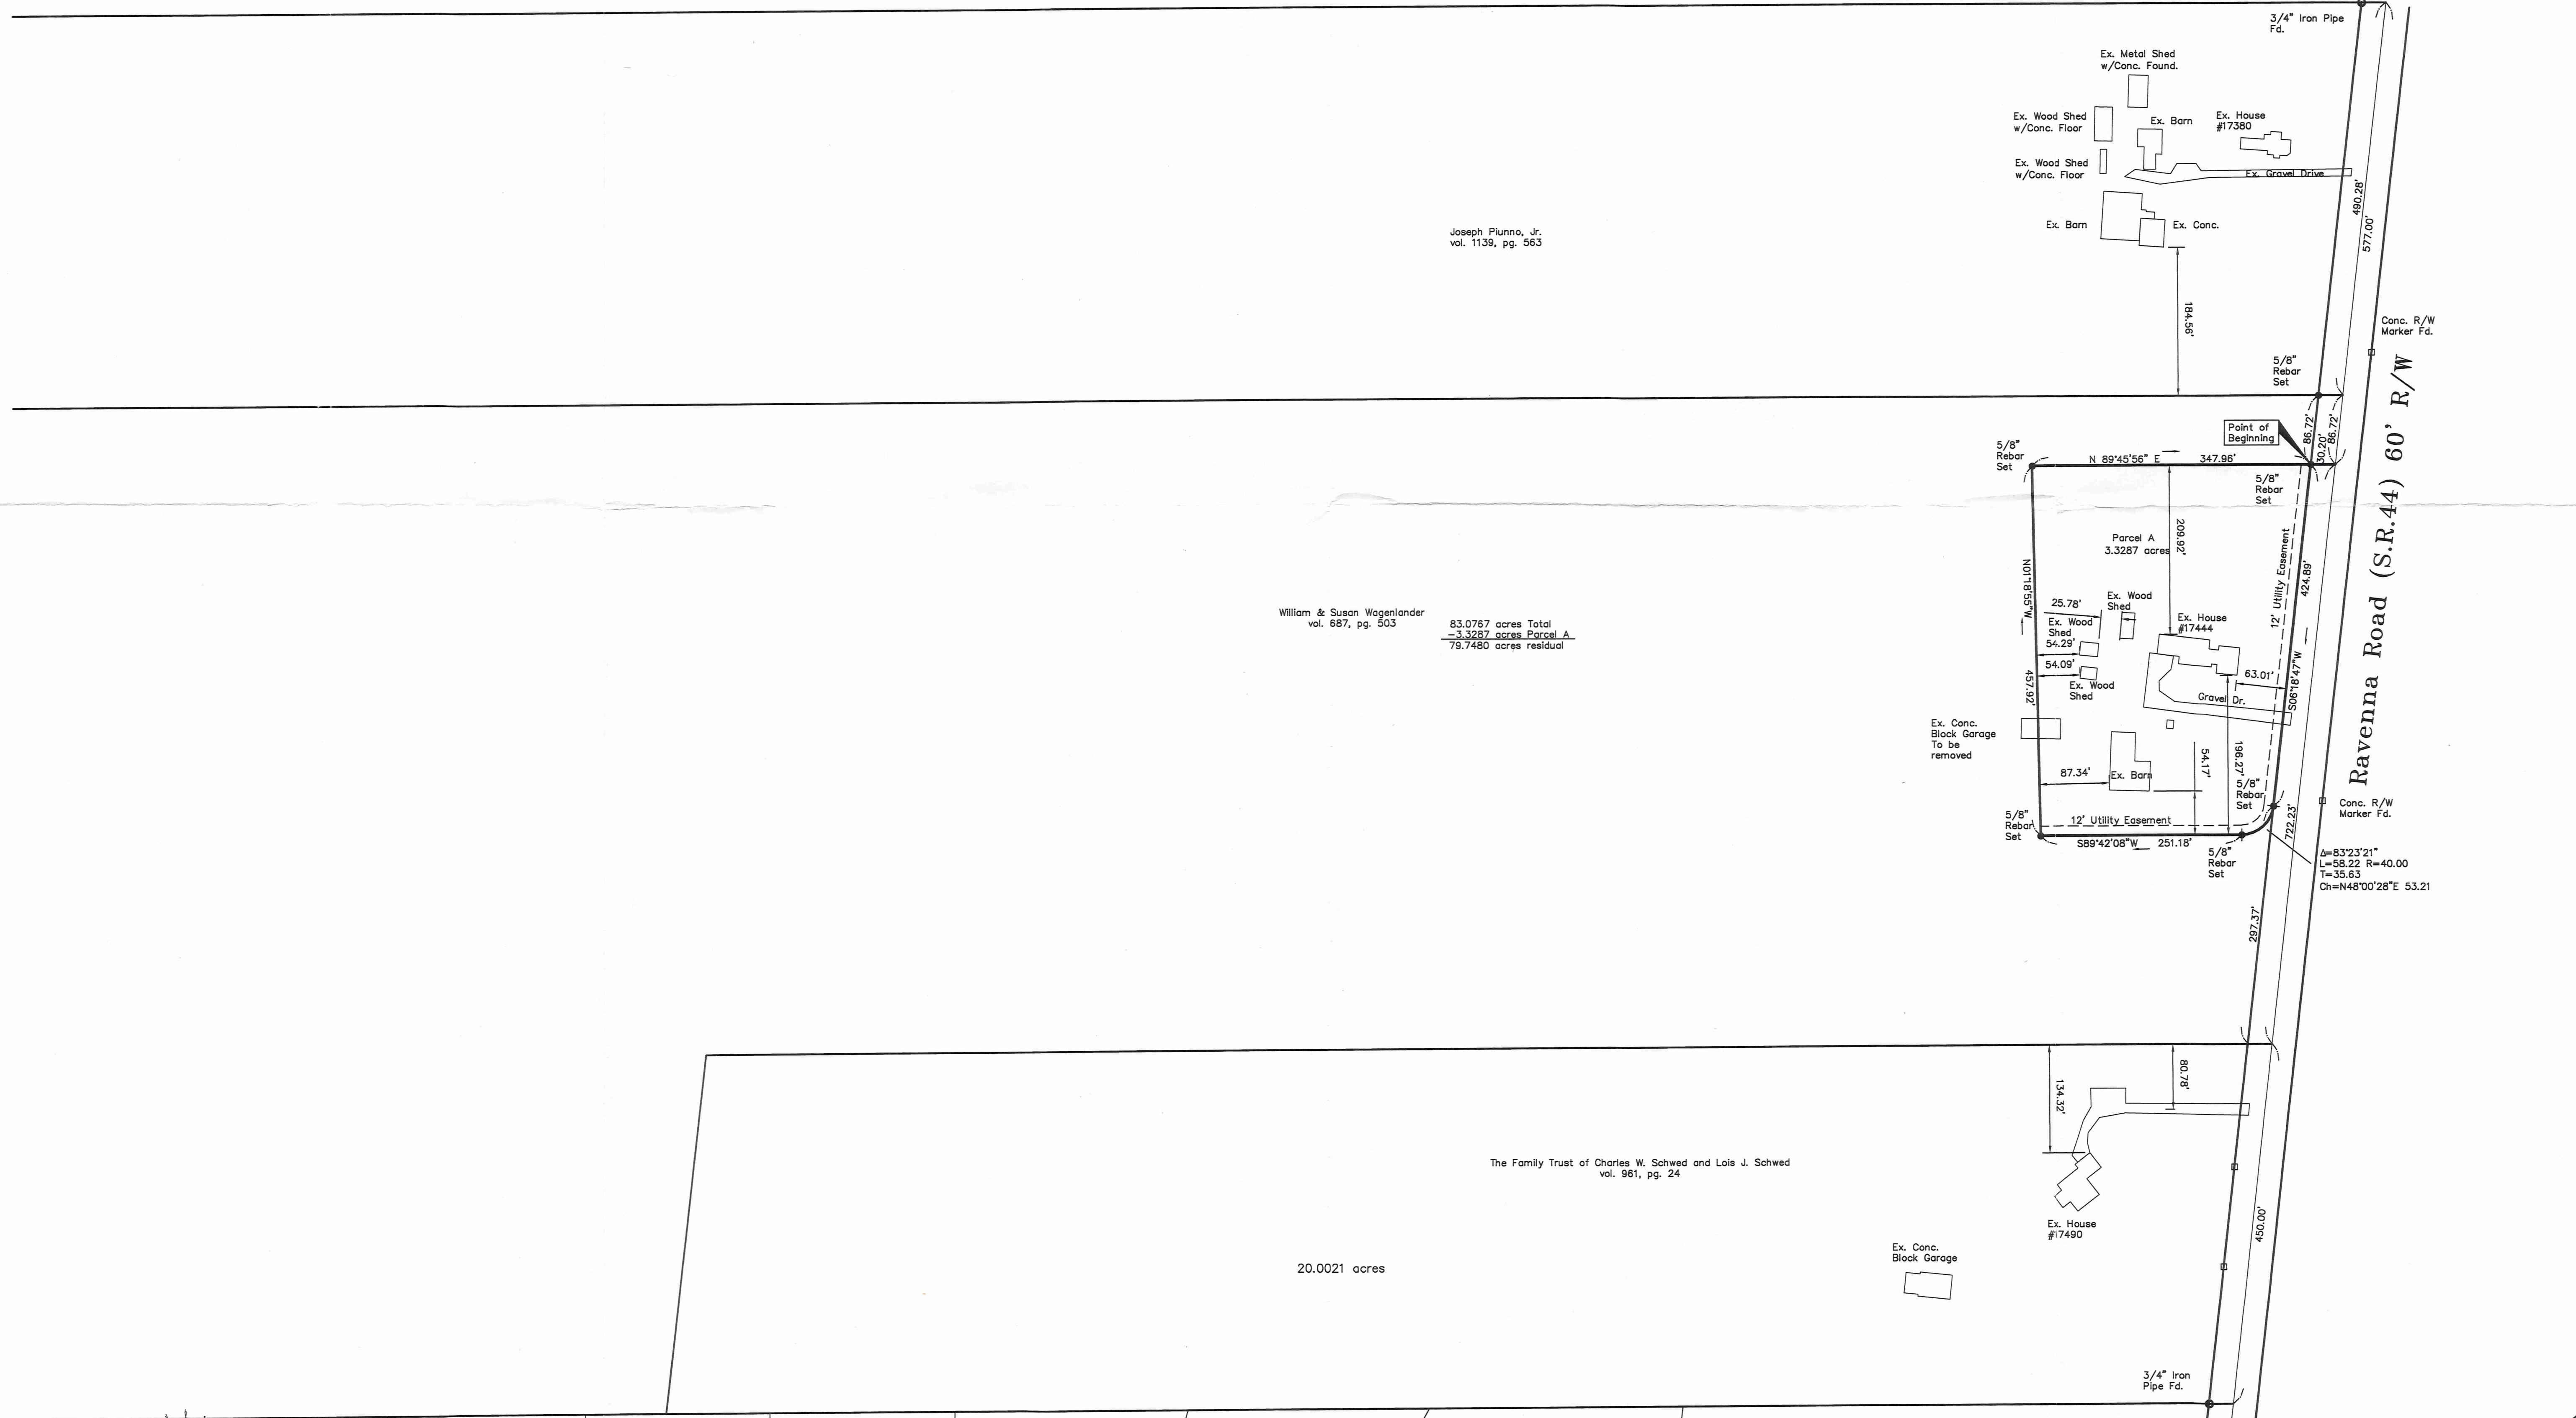 3/4" Iron Pipe
Fd.
Ex. Metal Shed
w/Conc. Found.
Ex. Wood Shed
w/Conc. Floor
Ex. Barn
Ex. House
#17380
Ex. Wood Shed
w/Conc. Floor
Ex. Gravel Drive
490.28'
577.00'
Ex. Barn
Ex. Conc.
Joseph Piunno, Jr.
vol. 1139, pg. 563
184.56'
Conc. R/W
Marker Fd.
5/8"
Rebar
Set
Ravenna Road (S.R.44) 60' R/W
86.72'
30.20'
86.72'
Point of
Beginning
5/8"
Rebar
Set
N 89°45'56" E
347.96'
5/8"
Rebar
Set
209.92'
Parcel A
3.3287 acres
12' Utility Easement
424.89'
N01°18'55"W
457.92'
S06°18'47"W
William & Susan Wagenlander
vol. 687, pg. 503
83.0767 acres Total
-3.3287 acres Parcel A
79.7480 acres residual
25.78'
Ex. Wood
Shed
Ex. Wood
Shed
54.29'
54.09'
Ex. Wood
Shed
Ex. House
#17444
63.01'
Gravel Dr.
Ex. Conc.
Block Garage
To be
removed
87.34'
Ex. Barn
54.17'
196.27'
5/8"
Rebar
Set
Conc. R/W
Marker Fd.
722.23'
5/8"
Rebar
Set
12' Utility Easement
S89°42'08"W
251.18'
5/8"
Rebar
Set
Δ=83°23'21"
L=58.22 R=40.00
T=35.63
Ch=N48°00'28"E 53.21
297.37'
80.78'
134.32'
The Family Trust of Charles W. Schwed and Lois J. Schwed
vol. 961, pg. 24
Ex. House
#17490
450.00'
Ex. Conc.
Block Garage
20.0021 acres
3/4" Iron
Pipe Fd.